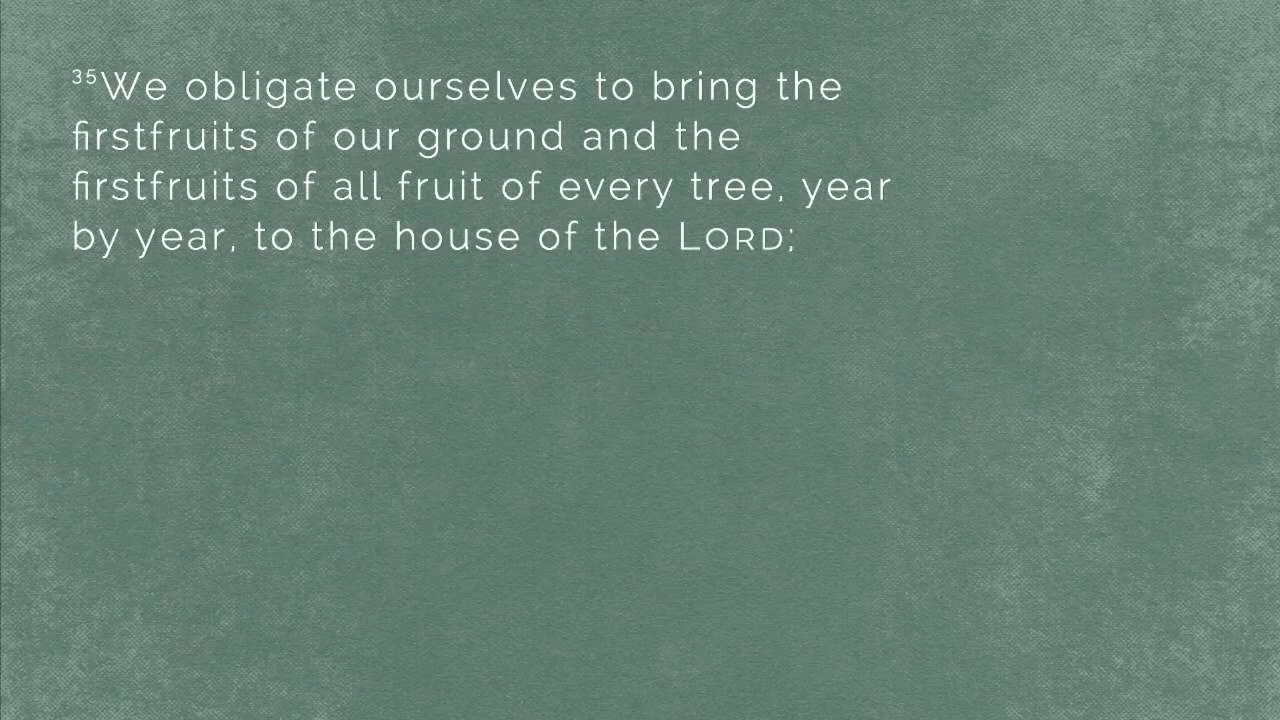 ³⁵We obligate ourselves to bring the
firstfruits of our ground and the
firstfruits of all fruit of every tree, year
by year, to the house of the LORD;